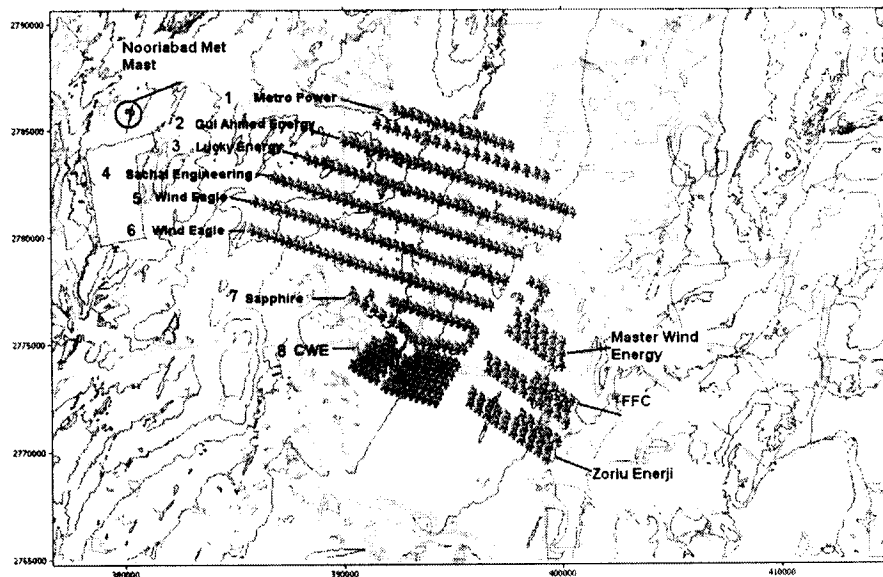 2790000
Nooriabad Met
Mast
1 Metro Power
2785000
2 Gul Ahmed Energy
3 Lucky Energy
4 Sachal Engineering
5 Wind Eagle
2780000
6 Wind Eagle
7 Sapphire
2775000
8 CWE
Master Wind
Energy
FFC
2770000
Zorlu Enerji
2765000
380000 390000 400000 410000